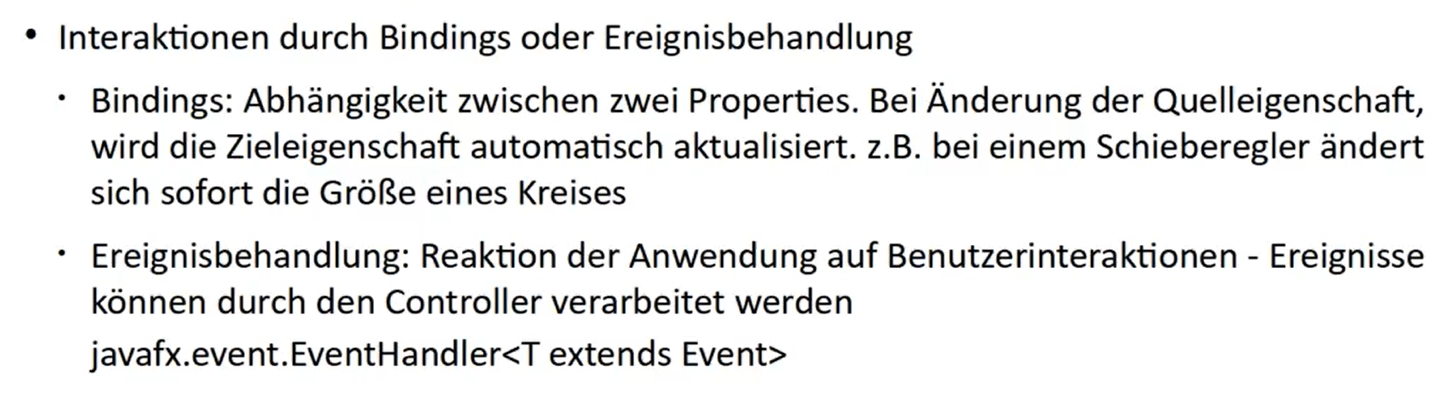 • Interaktionen durch Bindings oder Ereignisbehandlung
· Bindings: Abhängigkeit zwischen zwei Properties. Bei Änderung der Quelleigenschaft,
wird die Zieleigenschaft automatisch aktualisiert. z.B. bei einem Schieberegler ändert
sich sofort die Größe eines Kreises
· Ereignisbehandlung: Reaktion der Anwendung auf Benutzerinteraktionen - Ereignisse
können durch den Controller verarbeitet werden
javafx.event.EventHandler<T extends Event>